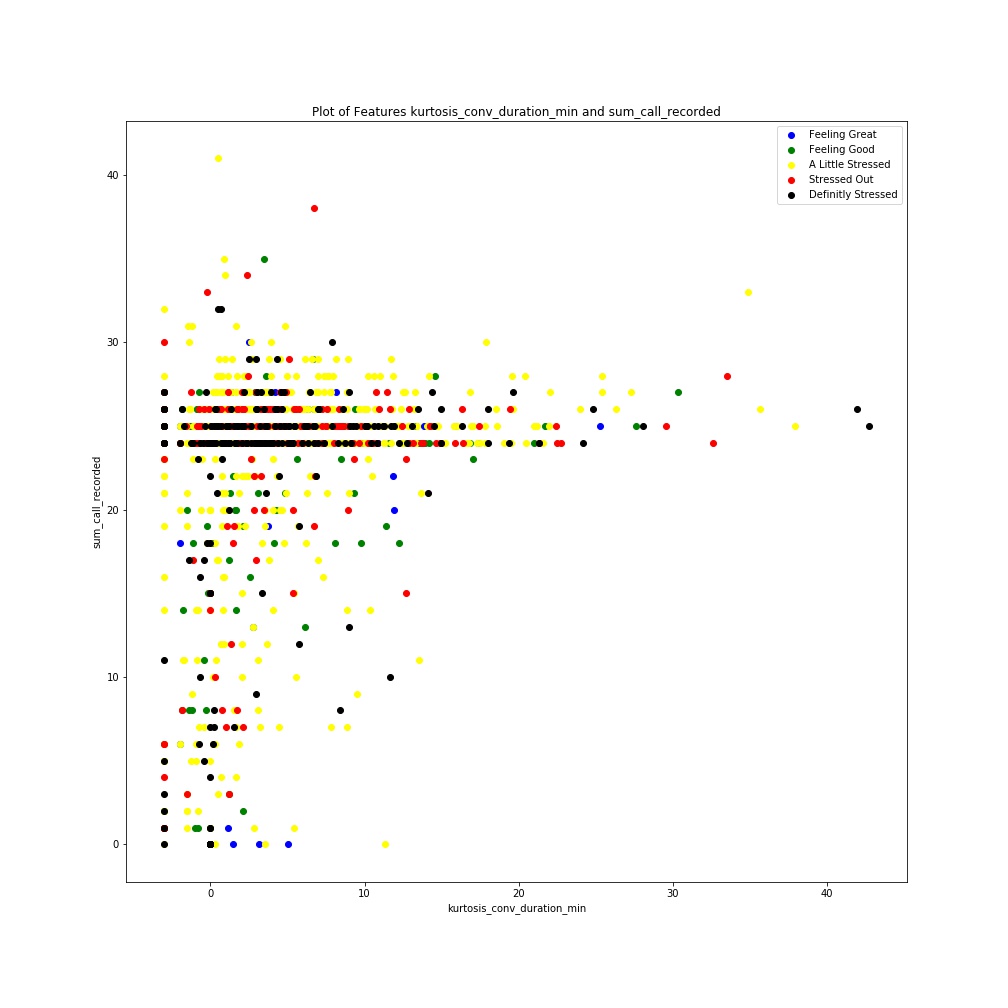 Plot of Features kurtosis_conv_duration_min and sum_call_recorded
Feeling Great
Feeling Good
A Little Stressed
Stressed Out
Definitly Stressed
40
30
20
10
0
sum_call_recorded
0 10 20 30 40
kurtosis_conv_duration_min